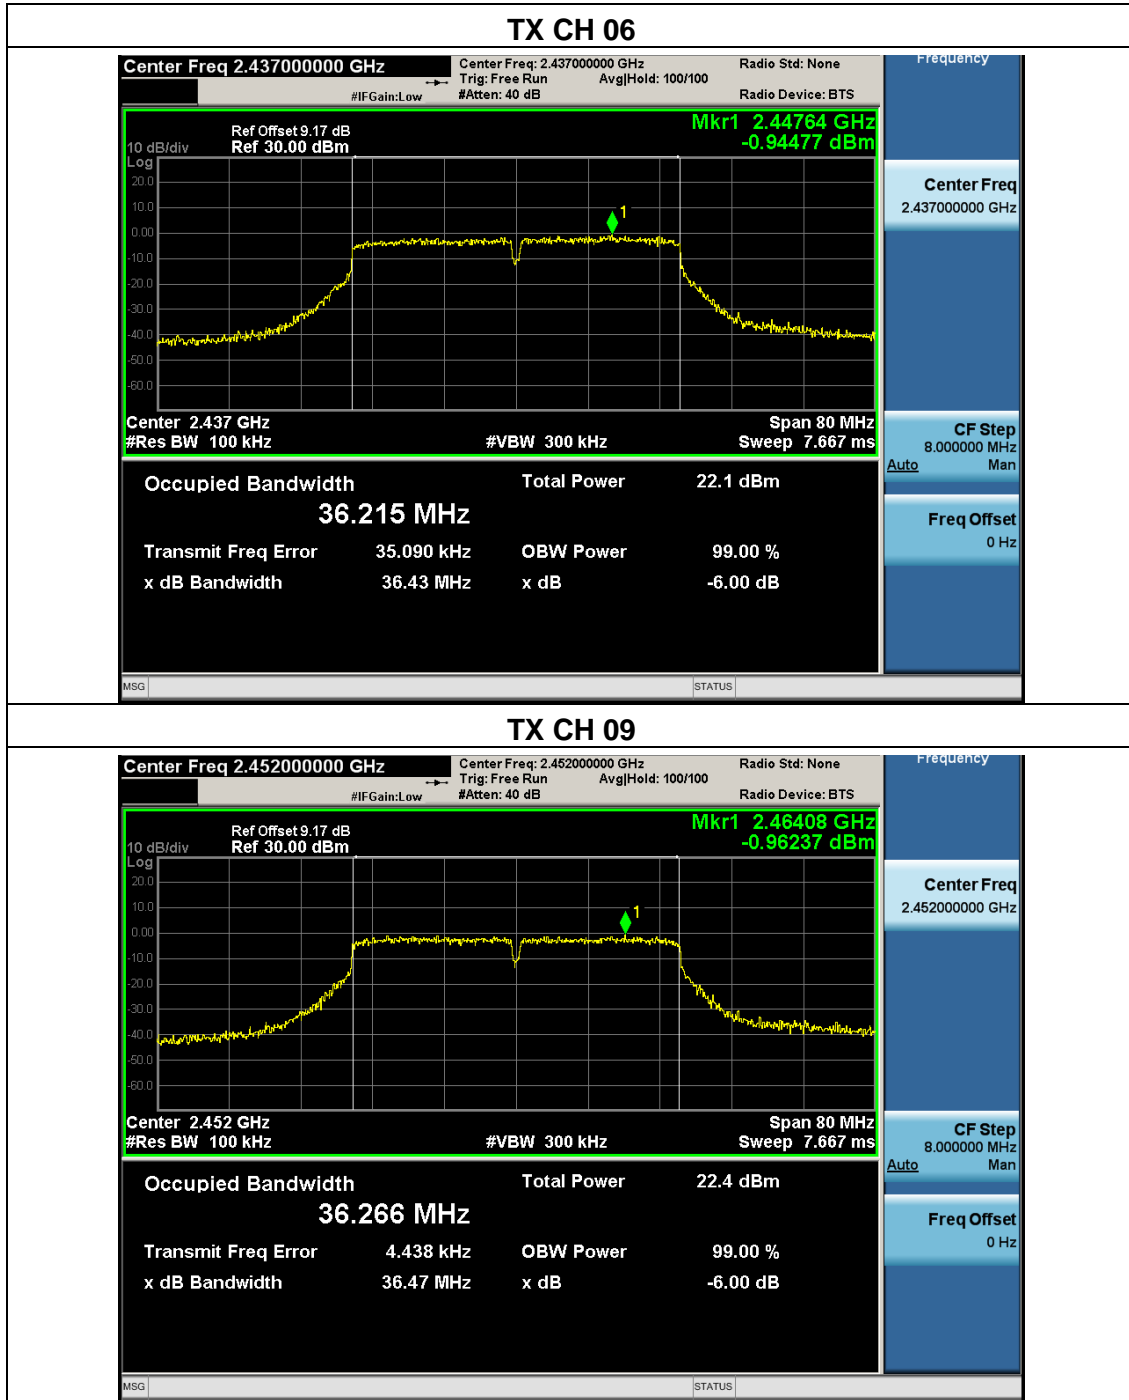 TX CH 06
Center Freq 2.437000000 GHz
Center Freq: 2.437000000 GHz
Radio Std: None
Frequency
Trig: Free Run Avg|Hold: 100/100
#IFGain:Low #Atten: 40 dB Radio Device: BTS
Mkr1 2.44764 GHz
Ref Offset 9.17 dB
-0.94477 dBm
10 dB/div Ref 30.00 dBm
Log
20.0
10.0
0.00
-10.0
-20.0
-30.0
-40.0
-50.0
-60.0
1
Center Freq
2.437000000 GHz
Center 2.437 GHz Span 80 MHz
#Res BW 100 kHz #VBW 300 kHz Sweep 7.667 ms
CF Step
8.000000 MHz
Auto Man
Occupied Bandwidth Total Power 22.1 dBm
36.215 MHz
Freq Offset
0 Hz
Transmit Freq Error 35.090 kHz OBW Power 99.00 %
x dB Bandwidth 36.43 MHz x dB -6.00 dB
MSG STATUS
TX CH 09
Center Freq 2.452000000 GHz
Center Freq: 2.452000000 GHz
Radio Std: None
Frequency
Trig: Free Run Avg|Hold: 100/100
#IFGain:Low #Atten: 40 dB Radio Device: BTS
Mkr1 2.46408 GHz
Ref Offset 9.17 dB
-0.96237 dBm
10 dB/div Ref 30.00 dBm
Log
20.0
10.0
0.00
-10.0
-20.0
-30.0
-40.0
-50.0
-60.0
1
Center Freq
2.452000000 GHz
Center 2.452 GHz Span 80 MHz
#Res BW 100 kHz #VBW 300 kHz Sweep 7.667 ms
CF Step
8.000000 MHz
Auto Man
Occupied Bandwidth Total Power 22.4 dBm
36.266 MHz
Freq Offset
0 Hz
Transmit Freq Error 4.438 kHz OBW Power 99.00 %
x dB Bandwidth 36.47 MHz x dB -6.00 dB
MSG STATUS